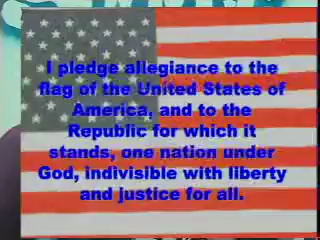 I pledge allegiance to the
flag of the United States of
America, and to the
Republic for which it
stands, one nation under
God, indivisible with liberty
and justice for all.